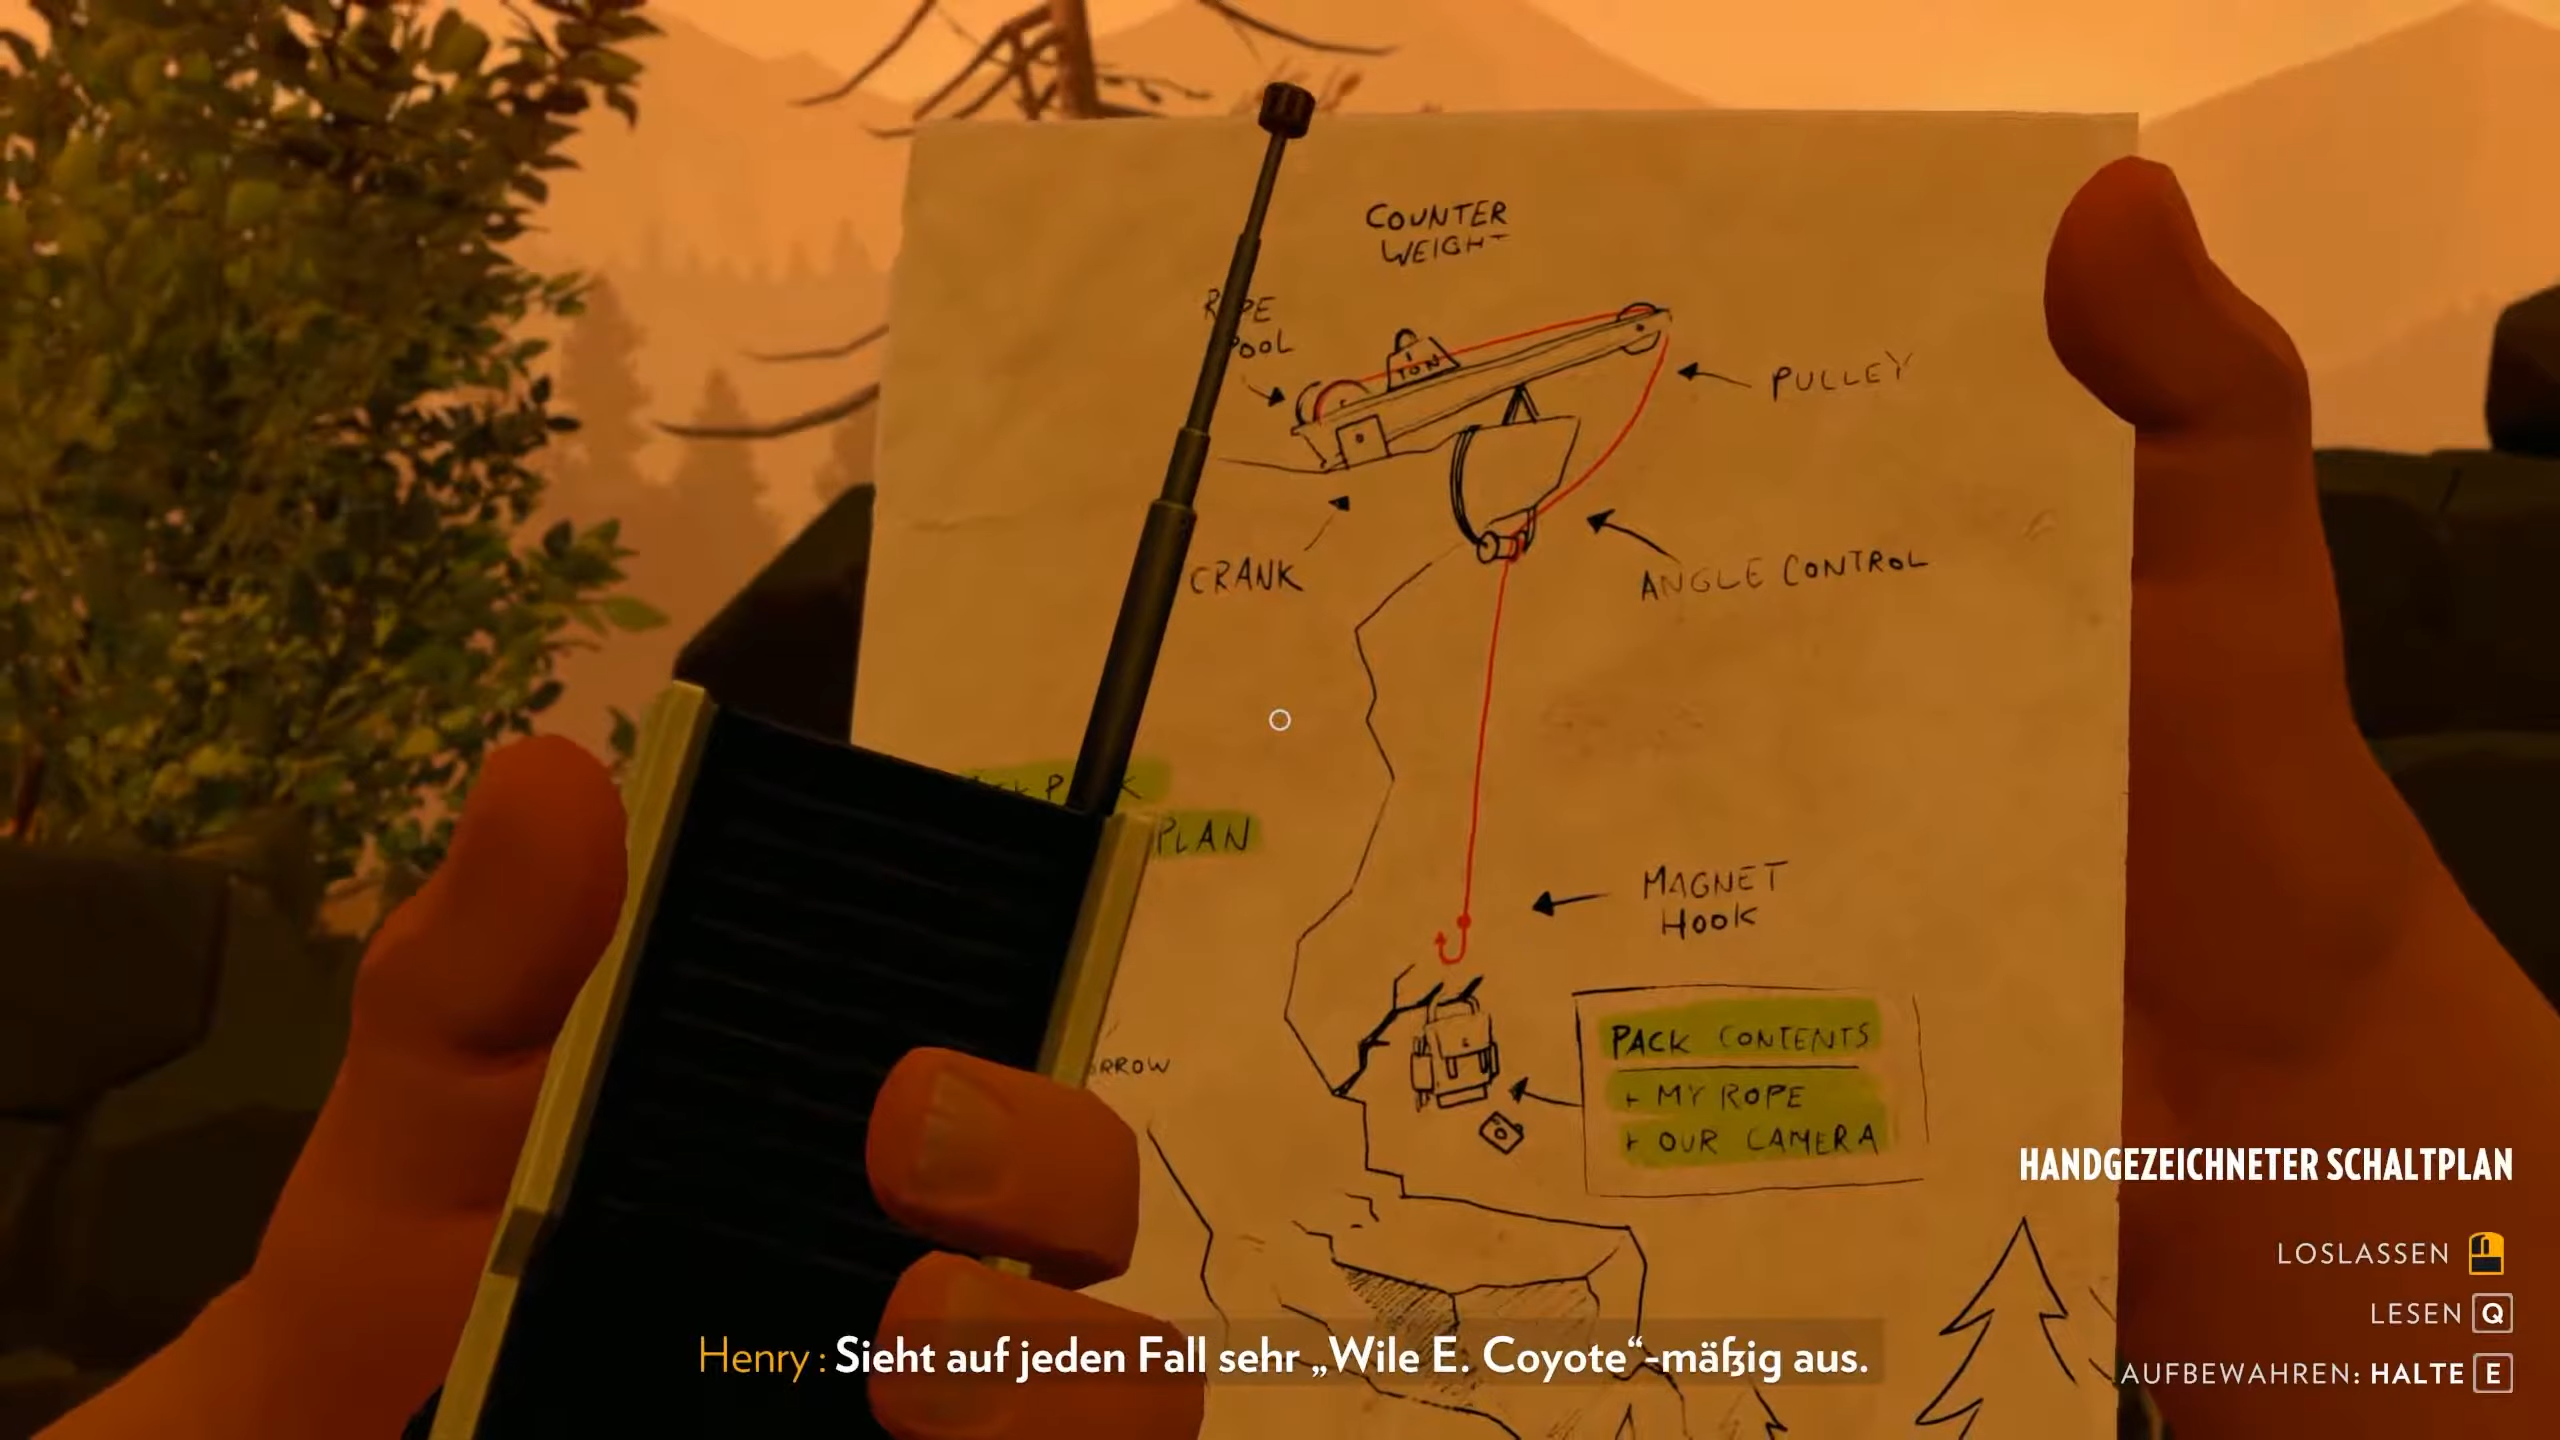 COUNTER
WEIGHT
PULLEY
CRANK
ANGLE CONTROL
PLAN
MAGNET
HOOK
PACK CONTENTS
+ MY ROPE
+ OUR CAMERA
HANDGEZEICHNETER SCHALTPLAN
LOSLASSEN
LESEN Q
AUFBEWAHREN: HALTE E
Henry : Sieht auf jeden Fall sehr „Wile E. Coyote“-mäßig aus.